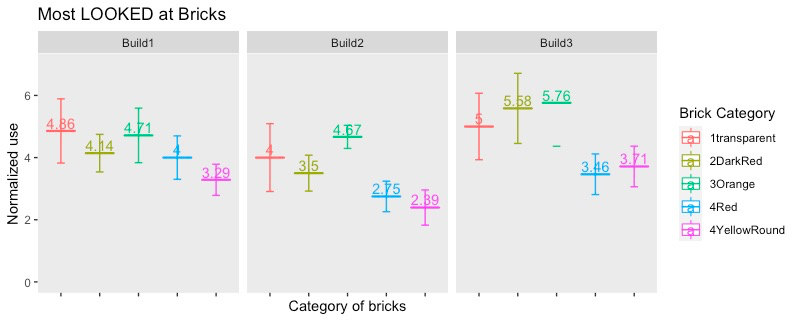 Most LOOKED at Bricks
Build1
Build2
Build3
Normalized use
6
4
2
0
4.86
4.14
4.71
4
3.29
4
3.5
4.67
2.75
2.39
5
5.58
5.76
3.46
3.71
Category of bricks
Brick Category
a 1transparent
a 2DarkRed
a 3Orange
a 4Red
a 4YellowRound